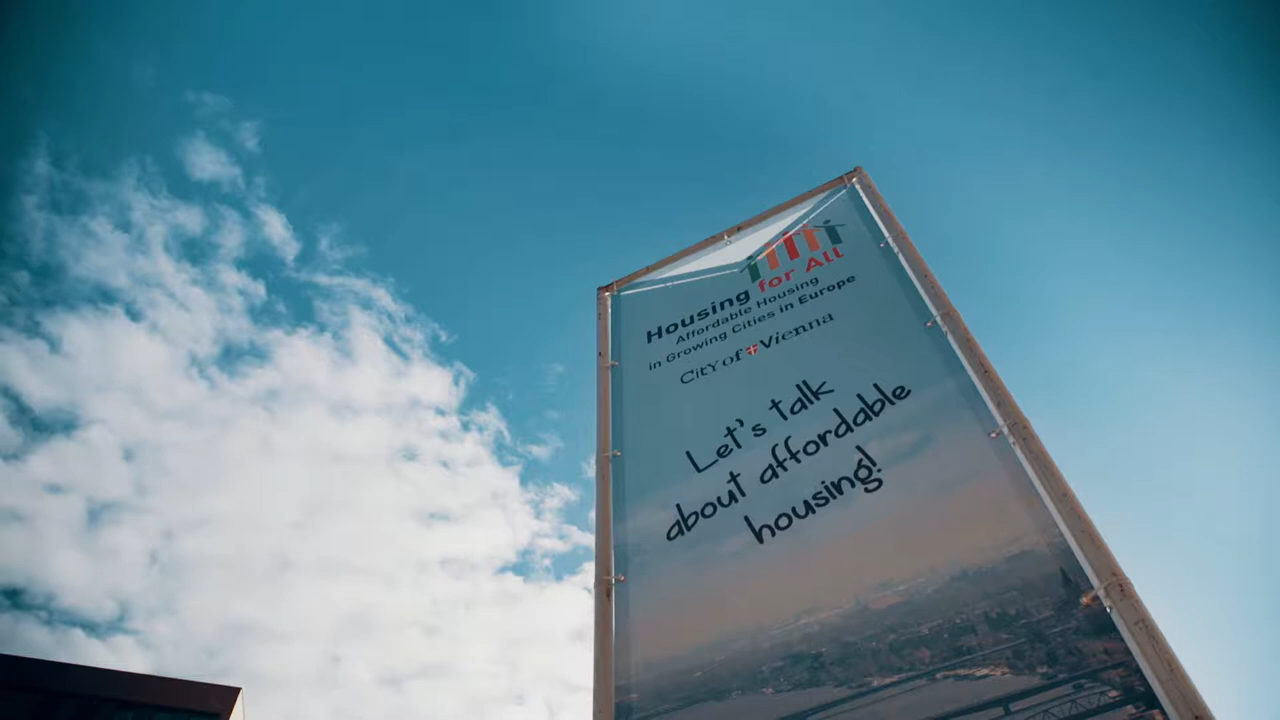 Housing for All
Affordable Housing
in Growing Cities in Europe
City of Vienna
Let's talk
about affordable
housing!